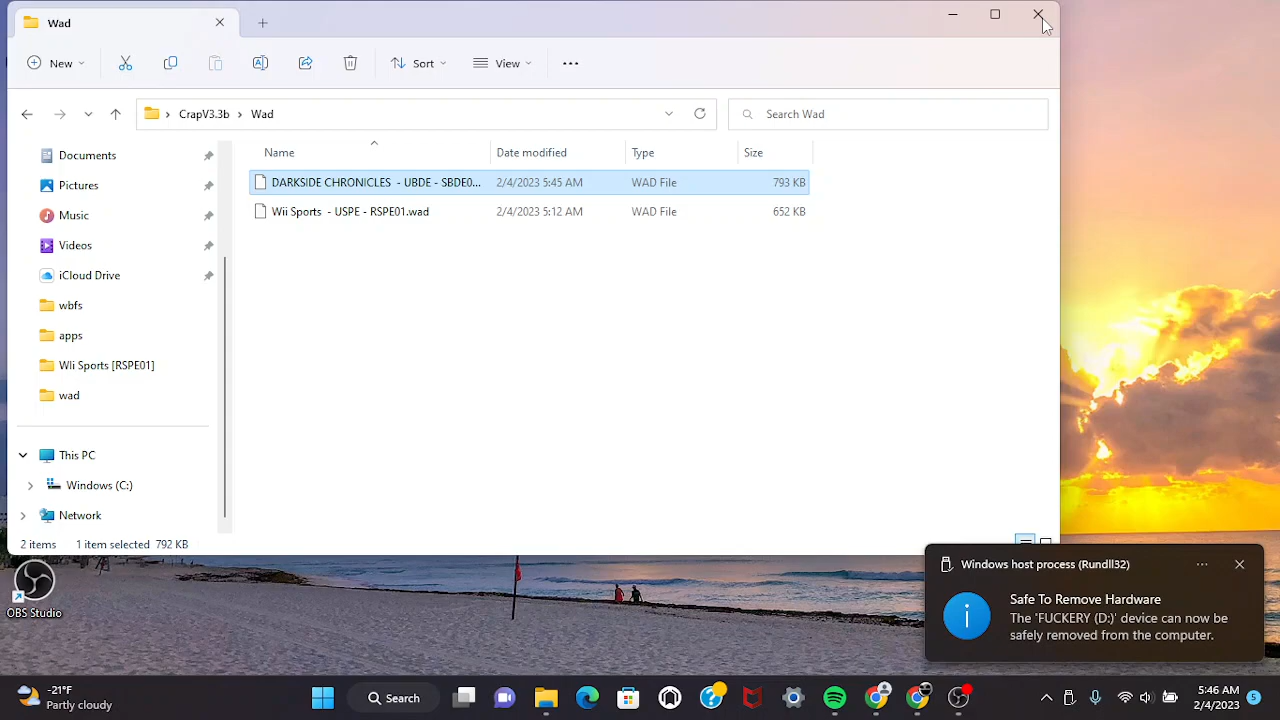 Wad
New
Sort
View
CrapV3.3b
Wad
Search Wad
Name
Date modified
Type
Size
Documents
DARKSIDE CHRONICLES - UBDE - SBDE0...
2/4/2023 5:45 AM
WAD File
793 KB
Pictures
Wii Sports - USPE - RSPE01.wad
2/4/2023 5:12 AM
WAD File
652 KB
Music
Videos
iCloud Drive
wbfs
apps
WIi Sports [RSPE01]
wad
This PC
Windows (C:)
Network
2 items
1 item selected 792 KB
Windows host process (Rundll32)
Safe To Remove Hardware
The 'FUCKERY (D:)' device can now be
safely removed from the computer.
OBS Studio
-21°F
Partly cloudy
Search
5:46 AM
2/4/2023
5